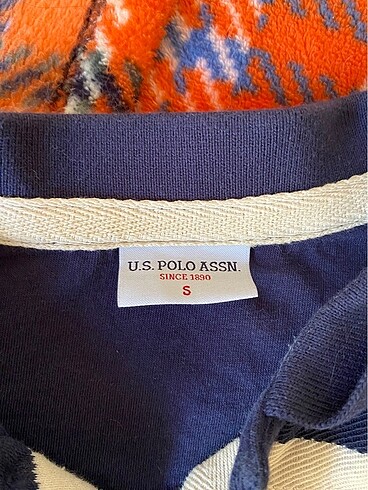 U.S. POLO ASSN.
SINCE 1890
S